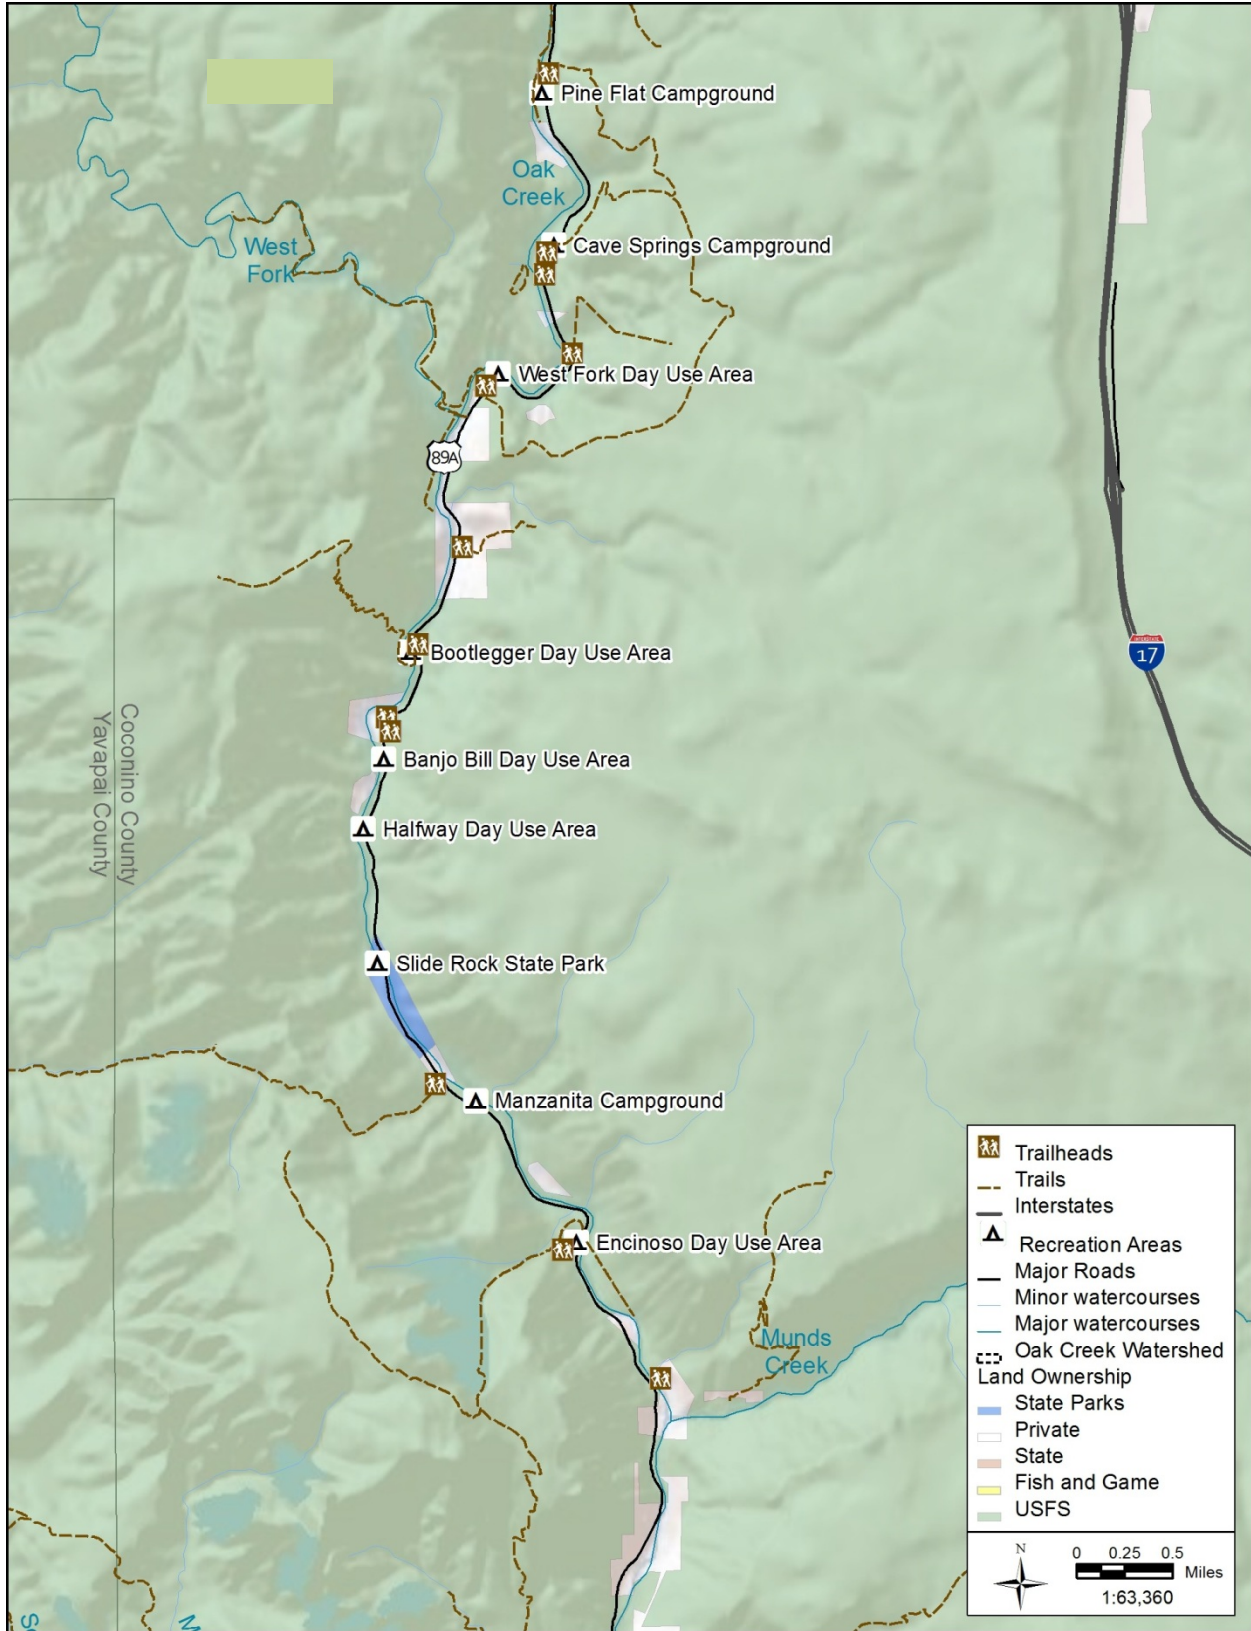 Pine Flat Campground
Oak
Creek
Cave Springs Campground
West
Fork
West Fork Day Use Area
89A
Bootlegger Day Use Area
INTERSTATE
17
Coconino County
Yavapai County
Banjo Bill Day Use Area
Halfway Day Use Area
Slide Rock State Park
Manzanita Campground
Encinoso Day Use Area
Munds
Creek
Trailheads
Trails
Interstates
Recreation Areas
Major Roads
Minor watercourses
Major watercourses
Oak Creek Watershed
Land Ownership
State Parks
Private
State
Fish and Game
USFS
N
0 0.25 0.5
Miles
1:63,360